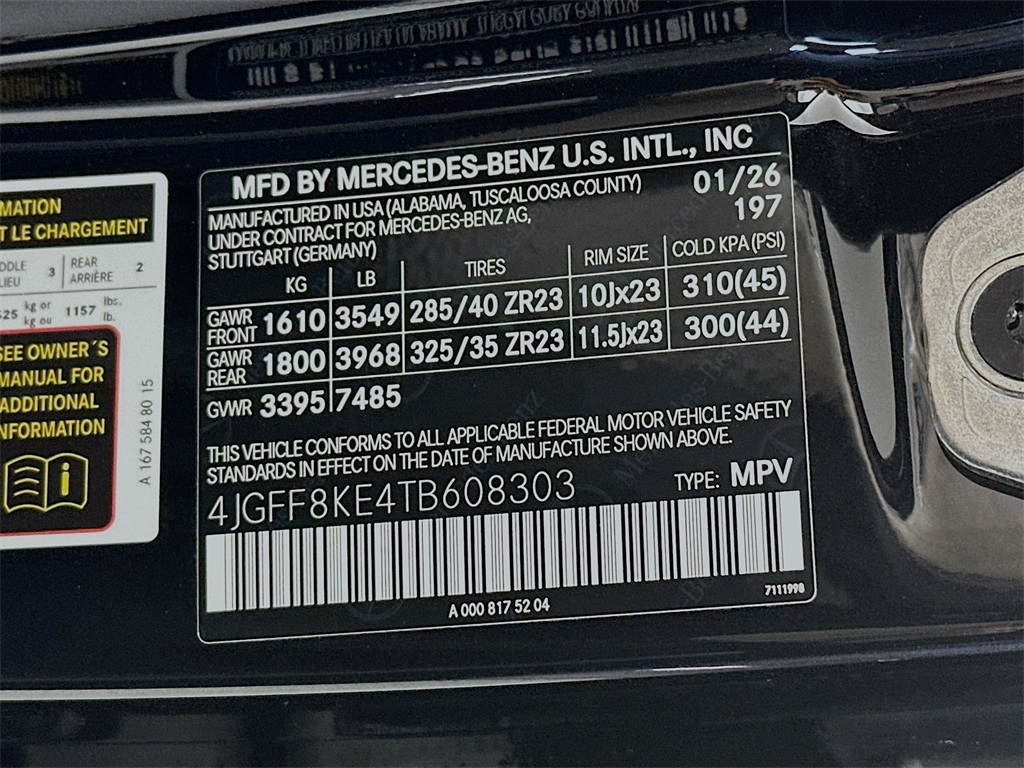 MATION
T LE CHARGEMENT
DDLE
LIEU
3
REAR
ARRIÈRE
2
525
kg or
kg ou
1157
lbs.
lb.
SEE OWNER´S
MANUAL FOR
ADDITIONAL
NFORMATION
A 167 584 80 15
MFD BY MERCEDES-BENZ U.S. INTL., INC
MANUFACTURED IN USA (ALABAMA, TUSCALOOSA COUNTY)
UNDER CONTRACT FOR MERCEDES-BENZ AG,
STUTTGART (GERMANY)
01/26
197
KG LB TIRES RIM SIZE COLD KPA (PSI)
GAWR FRONT 1610 3549 285/40 ZR23 10Jx23 310(45)
GAWR REAR 1800 3968 325/35 ZR23 11.5Jx23 300(44)
GVWR 3395 7485
THIS VEHICLE CONFORMS TO ALL APPLICABLE FEDERAL MOTOR VEHICLE SAFETY
STANDARDS IN EFFECT ON THE DATE OF MANUFACTURE SHOWN ABOVE.
4JGFF8KE4TB608303
TYPE: MPV
7111998
A 000 817 52 04